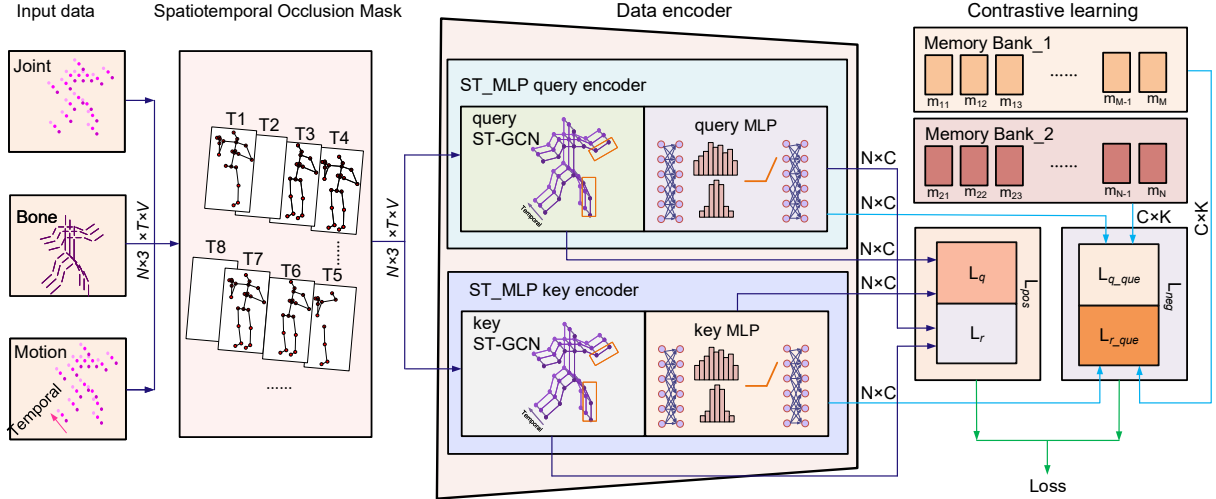 Input data
Spatiotemporal Occlusion Mask
Data encoder
Contrastive learning
Joint
Bone
Motion
Temporal
N×3 ×T×V
T1
T2
T3
T4
......
T8
T7
T6
T5
......
N×3 ×T×V
ST_MLP query encoder
query
ST-GCN
Temporal
query MLP
ST_MLP key encoder
key
ST-GCN
Temporal
key MLP
N×C
N×C
N×C
N×C
N×C
Memory Bank_1
......
m11 m12 m13 mM-1 mM
Memory Bank_2
......
m21 m22 m23 mN-1 mN
C×K
C×K
Lq
Lr
Lpos
Lq_que
Lr_que
Lneg
Loss